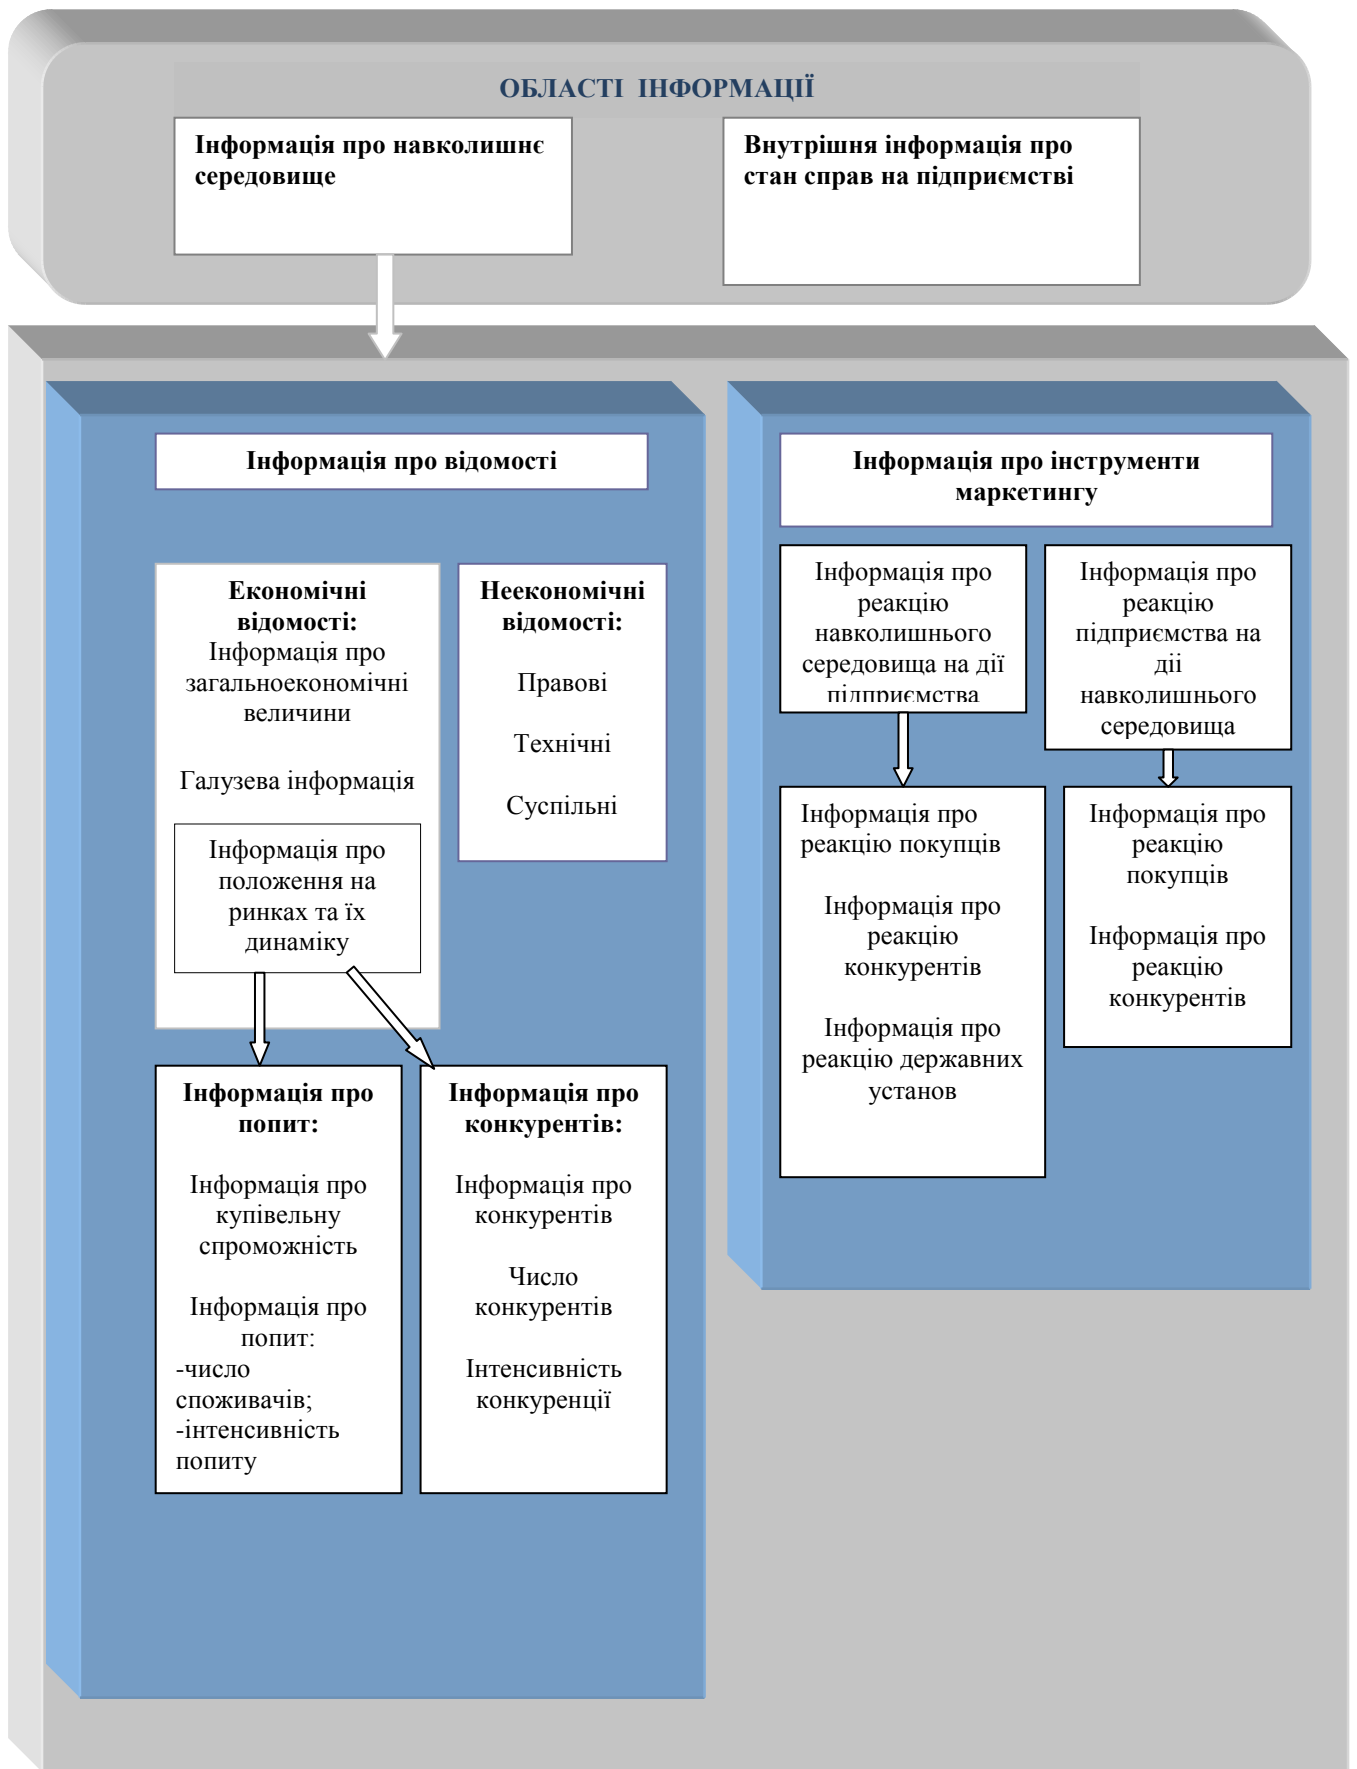 ОБЛАСТІ ІНФОРМАЦІЇ
Інформація про навколишнє
середовище
Внутрішня інформація про
стан справ на підприємстві
Інформація про відомості
Економічні
відомості:
Інформація про
загальноекономічні
величини
Галузева інформація
Інформація про
положення на
ринках та їх
динаміку
Неекономічні
відомості:
Правові
Технічні
Суспільні
Інформація про
попит:
Інформація про
купівельну
спроможність
Інформація про
попит:
-число
споживачів;
-інтенсивність
попиту
Інформація про
конкурентів:
Інформація про
конкурентів
Число
конкурентів
Інтенсивність
конкуренції
Інформація про інструменти
маркетингу
Інформація про
реакцію
навколишнього
середовища на дії
підприємства
Інформація про
реакцію
підприємства на
дії
навколишнього
середовища
Інформація про
реакцію покупців
Інформація про
реакцію
конкурентів
Інформація про
реакцію державних
установ
Інформація про
реакцію
покупців
Інформація про
реакцію
конкурентів